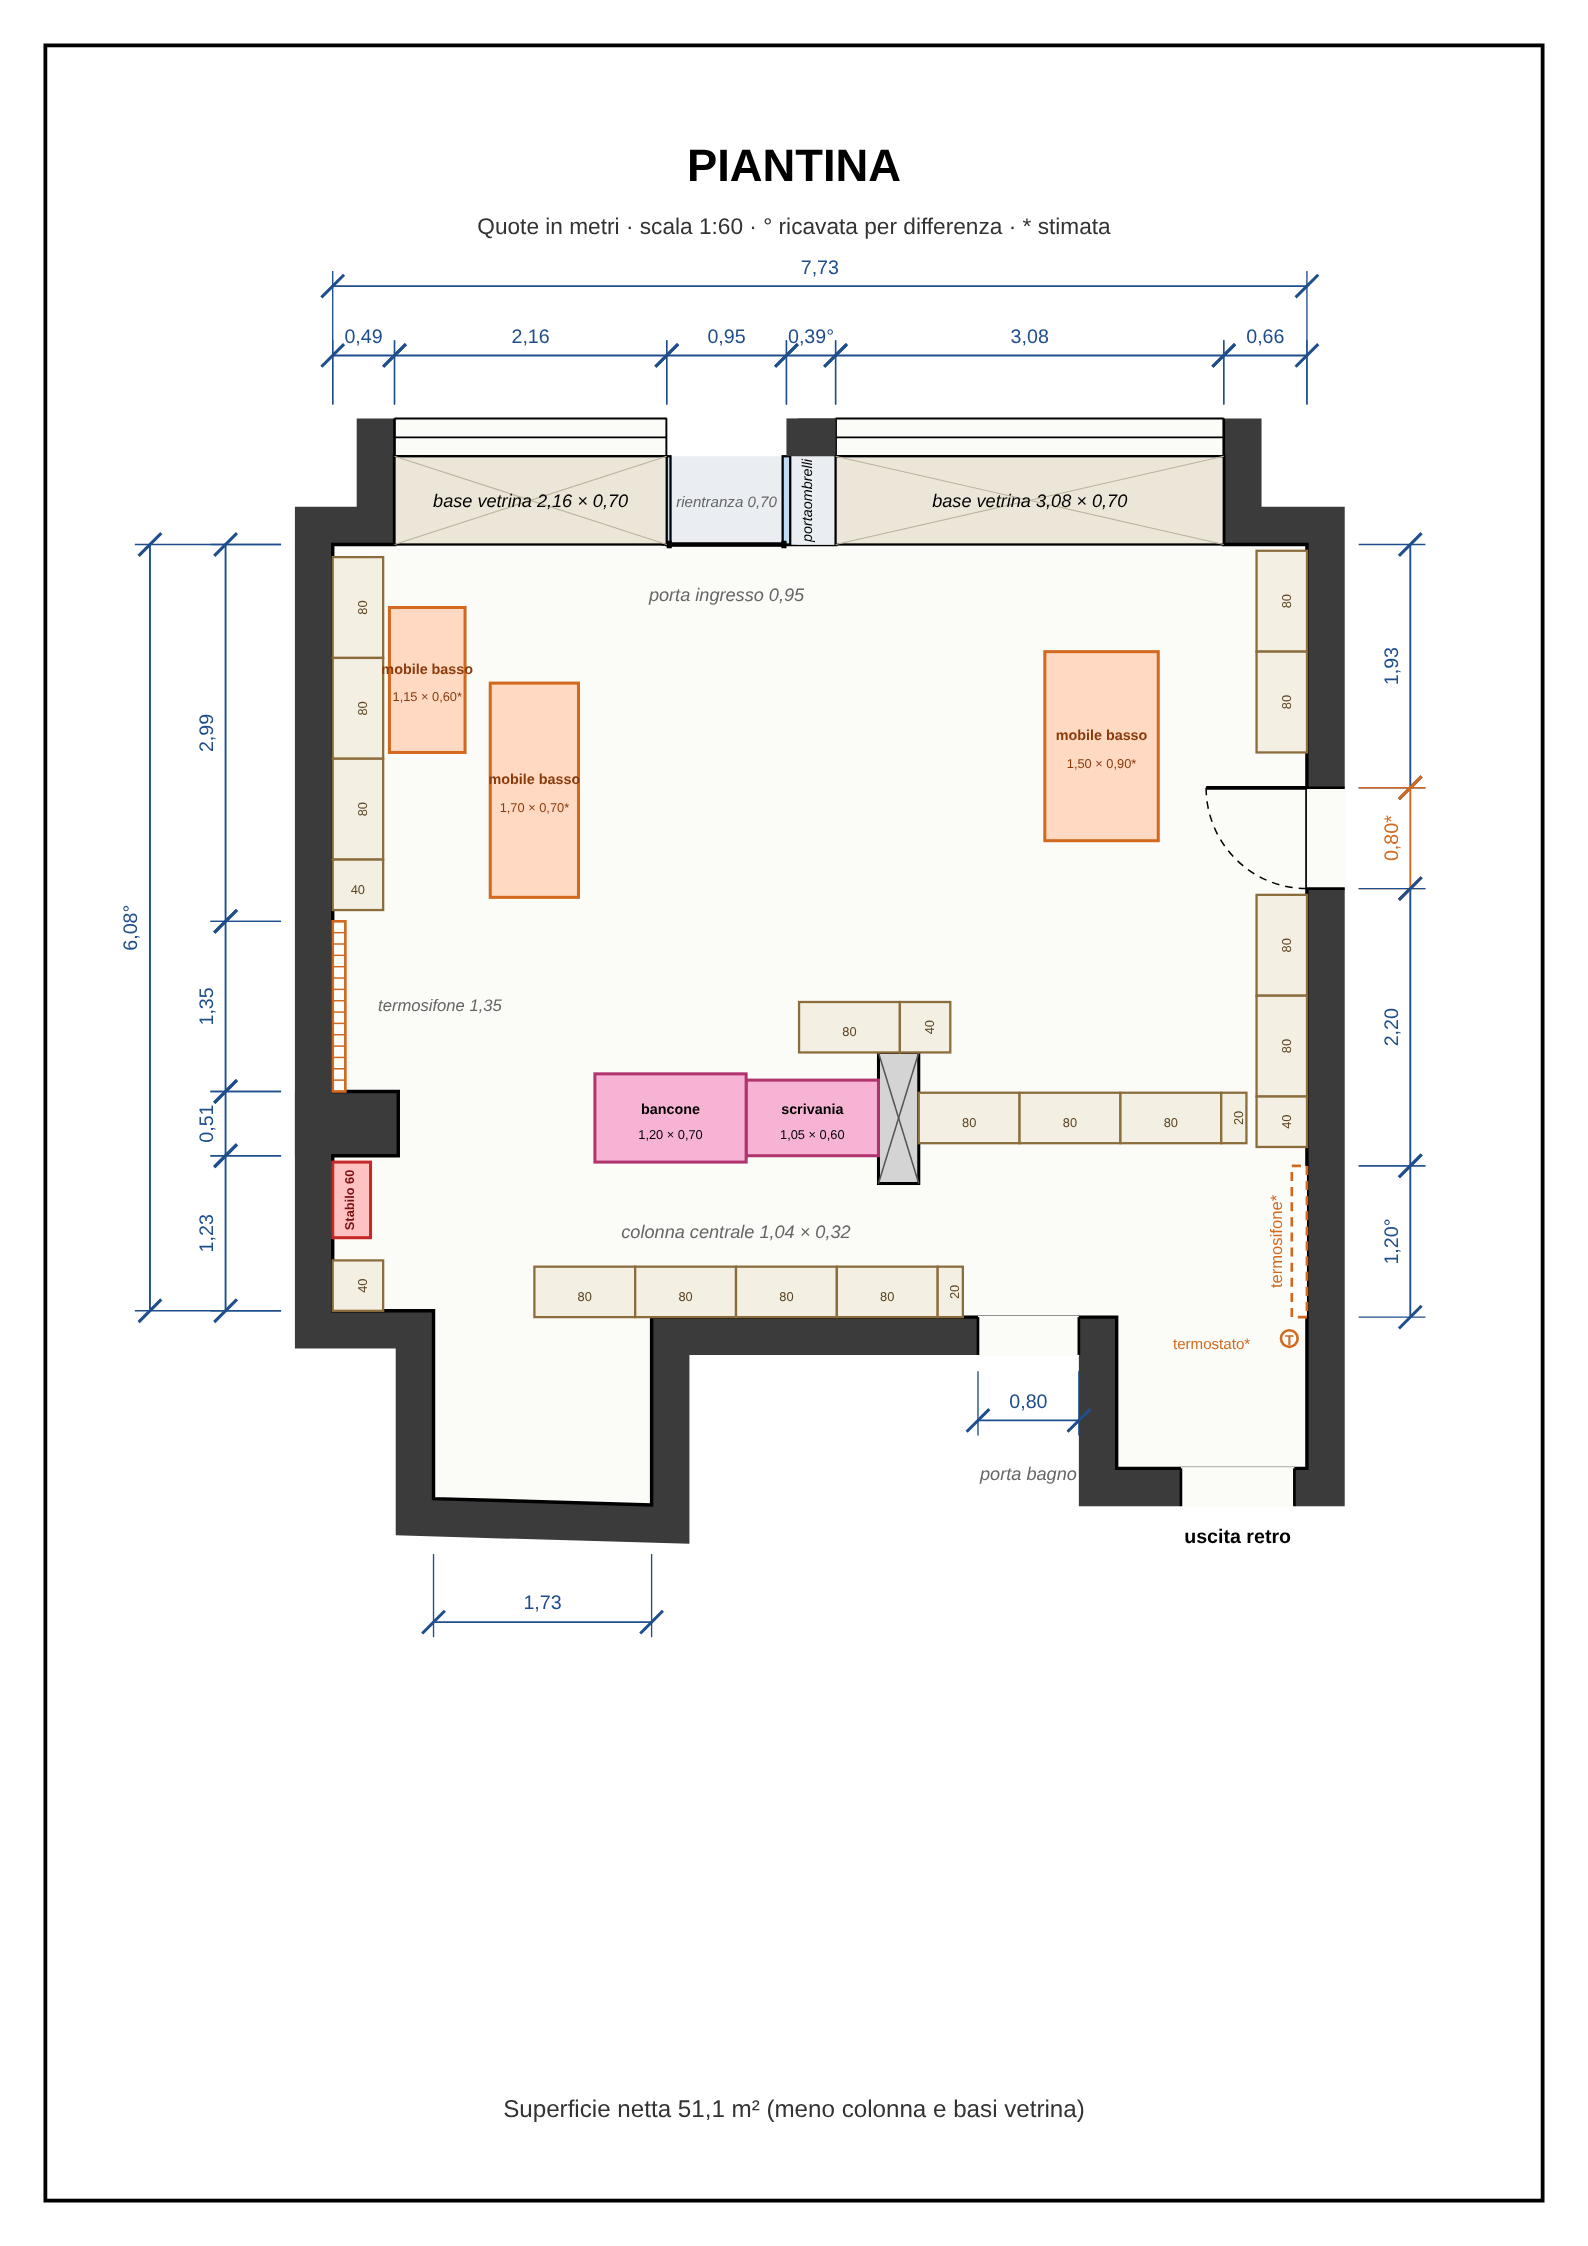 PIANTINA
Quote in metri · scala 1:60 · ° ricavata per differenza · * stimata
7,73
0,49
2,16
0,95
0,39°
3,08
0,66
base vetrina 2,16 × 0,70
rientranza 0,70
portaombrelli
base vetrina 3,08 × 0,70
porta ingresso 0,95
80
80
80
40
mobile basso
1,15 × 0,60*
mobile basso
1,70 × 0,70*
mobile basso
1,50 × 0,90*
80
80
6,08°
2,99
1,35
0,51
1,23
1,93
0,80*
2,20
1,20°
termosifone 1,35
80
40
80
80
40
bancone
1,20 × 0,70
scrivania
1,05 × 0,60
80
80
80
20
Stabilo 60
40
colonna centrale 1,04 × 0,32
80
80
80
80
20
termosifone*
termostato*
T
0,80
porta bagno
uscita retro
1,73
Superficie netta 51,1 m² (meno colonna e basi vetrina)